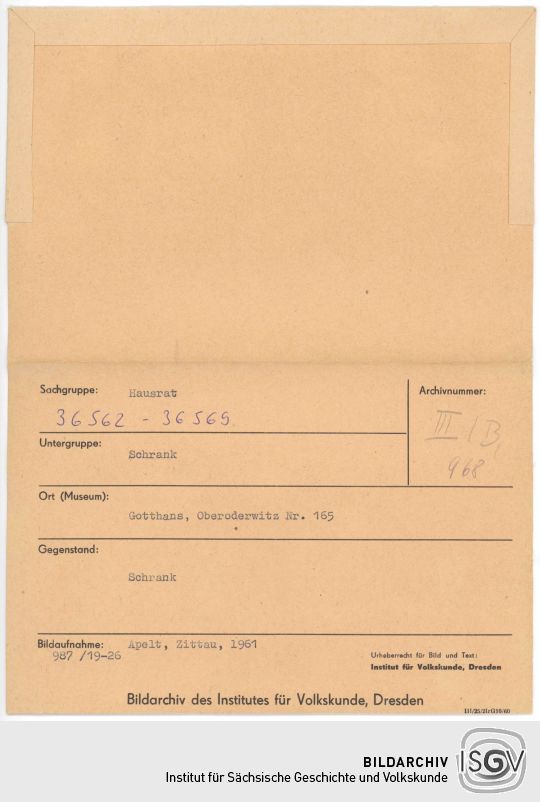 Sachgruppe: Hausrat
36562 - 36569
Archivnummer:
III/B
968
Untergruppe:
Schrank
Ort (Museum):
Gotthans, Oberoderwitz Nr. 165
Gegenstand:
Schrank
Bildaufnahme: Apelt, Zittau, 1961
987 /19-26
Urheberrecht für Bild und Text:
Institut für Volkskunde, Dresden
Bildarchiv des Institutes für Volkskunde, Dresden
BILDARCHIV
Institut für Sächsische Geschichte und Volkskunde
ISGV